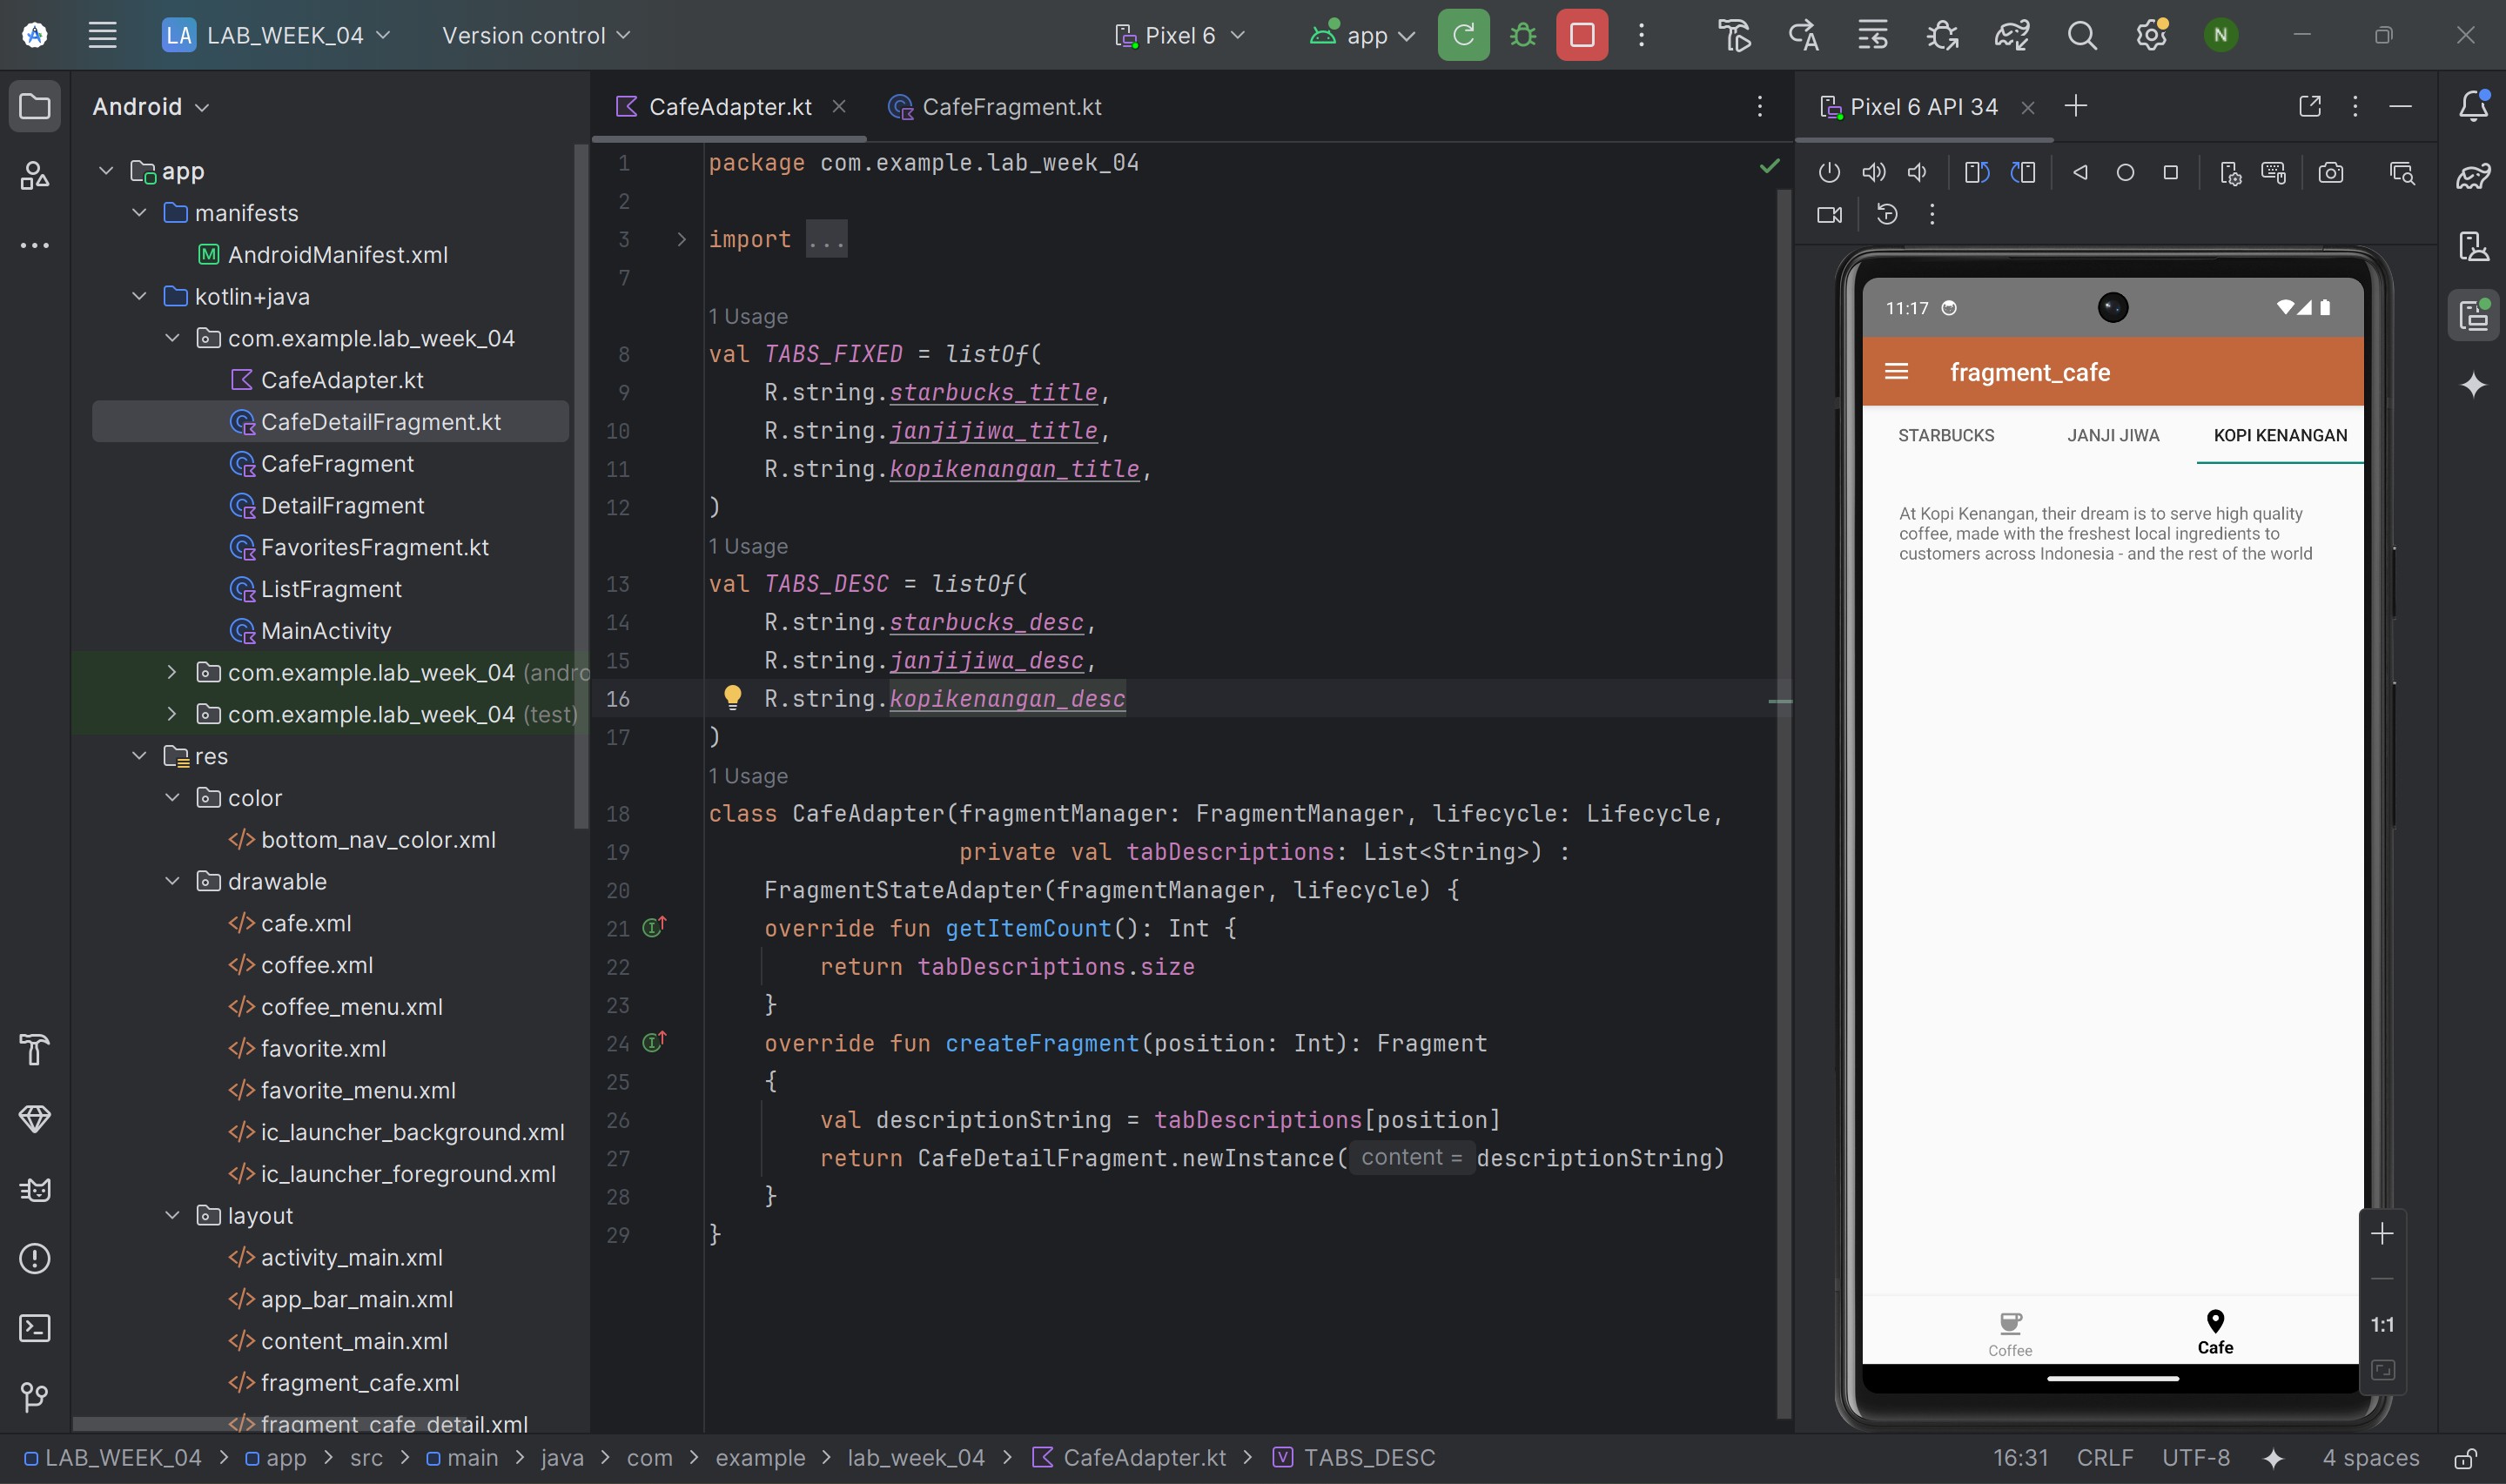 LA LAB_WEEK_04 Version control Pixel 6 app N
Android
app
manifests
AndroidManifest.xml
kotlin+java
com.example.lab_week_04
CafeAdapter.kt
CafeDetailFragment.kt
CafeFragment
DetailFragment
FavoritesFragment.kt
ListFragment
MainActivity
com.example.lab_week_04 (andro
com.example.lab_week_04 (test)
res
color
bottom_nav_color.xml
drawable
cafe.xml
coffee.xml
coffee_menu.xml
favorite.xml
favorite_menu.xml
ic_launcher_background.xml
ic_launcher_foreground.xml
layout
activity_main.xml
app_bar_main.xml
content_main.xml
fragment_cafe.xml
fragment_cafe_detail.xml
CafeAdapter.kt CafeFragment.kt
1 package com.example.lab_week_04
2
3 import ...
7
1 Usage
8 val TABS_FIXED = listOf(
9 R.string.starbucks_title,
10 R.string.janjijiwa_title,
11 R.string.kopikenangan_title,
12 )
1 Usage
13 val TABS_DESC = listOf(
14 R.string.starbucks_desc,
15 R.string.janjijiwa_desc,
16 R.string.kopikenangan_desc
17 )
1 Usage
18 class CafeAdapter(fragmentManager: FragmentManager, lifecycle: Lifecycle,
19 private val tabDescriptions: List<String>) :
20 FragmentStateAdapter(fragmentManager, lifecycle) {
21 override fun getItemCount(): Int {
22 return tabDescriptions.size
23 }
24 override fun createFragment(position: Int): Fragment
25 {
26 val descriptionString = tabDescriptions[position]
27 return CafeDetailFragment.newInstance( content = descriptionString)
28 }
29 }
Pixel 6 API 34
11:17
fragment_cafe
STARBUCKS JANJI JIWA KOPI KENANGAN
At Kopi Kenangan, their dream is to serve high quality
coffee, made with the freshest local ingredients to
customers across Indonesia - and the rest of the world
Coffee Cafe
1:1
LAB_WEEK_04 > app > src > main > java > com > example > lab_week_04 > CafeAdapter.kt > TABS_DESC
16:31 CRLF UTF-8 4 spaces